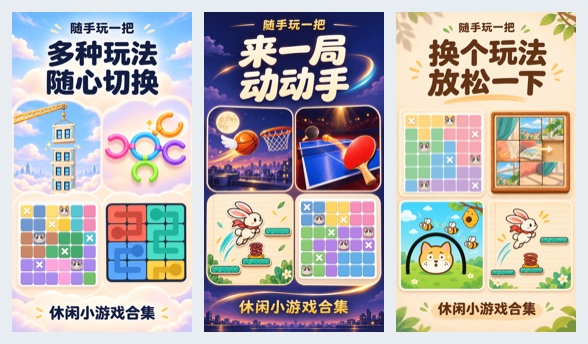 随手玩一把
多种玩法
随心切换
休闲小游戏合集
随手玩一把
来一局
动动手
休闲小游戏合集
随手玩一把
换个玩法
放松一下
休闲小游戏合集